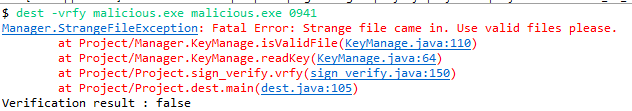 $ dest -vrfy malicious.exe malicious.exe 0941
Manager.StrangeFileException: Fatal Error: Strange file came in. Use valid files please.
at Project/Manager.KeyManage.isValidFile(KeyManage.java:110)
at Project/Manager.KeyManage.readKey(KeyManage.java:64)
at Project/Project.sign_verify.vrfy(sign_verify.java:150)
at Project/Project.dest.main(dest.java:105)
Verification result : false